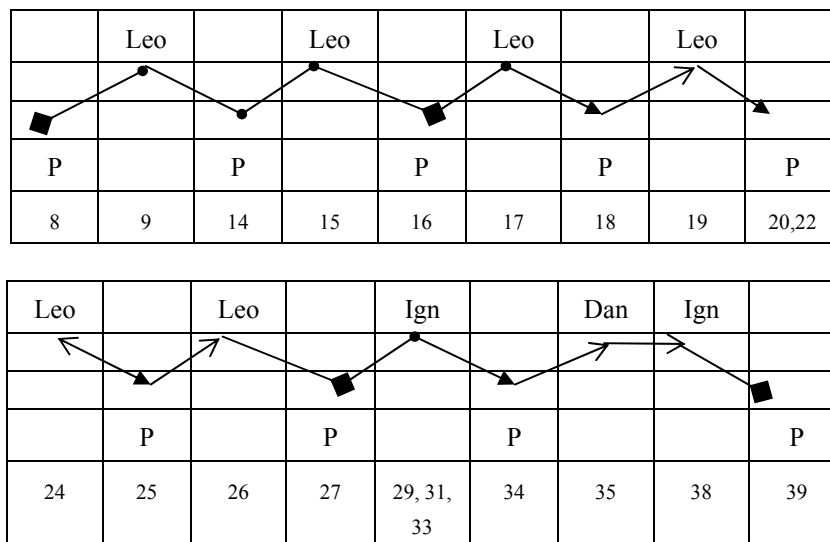 Leo Leo Leo Leo
P P P P P
8 9 14 15 16 17 18 19 20,22
Leo Leo Ign Dan Ign
P P P P
24 25 26 27 29, 31, 34 35 38 39
33